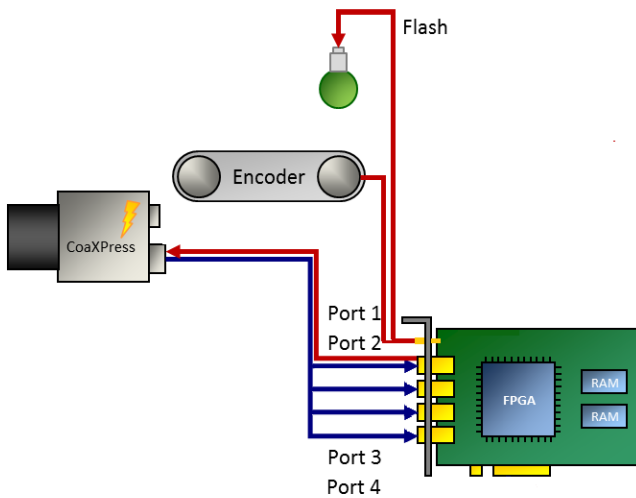 Flash
Encoder
CoaXPress
Port 1
Port 2
FPGA
RAM
RAM
Port 3
Port 4